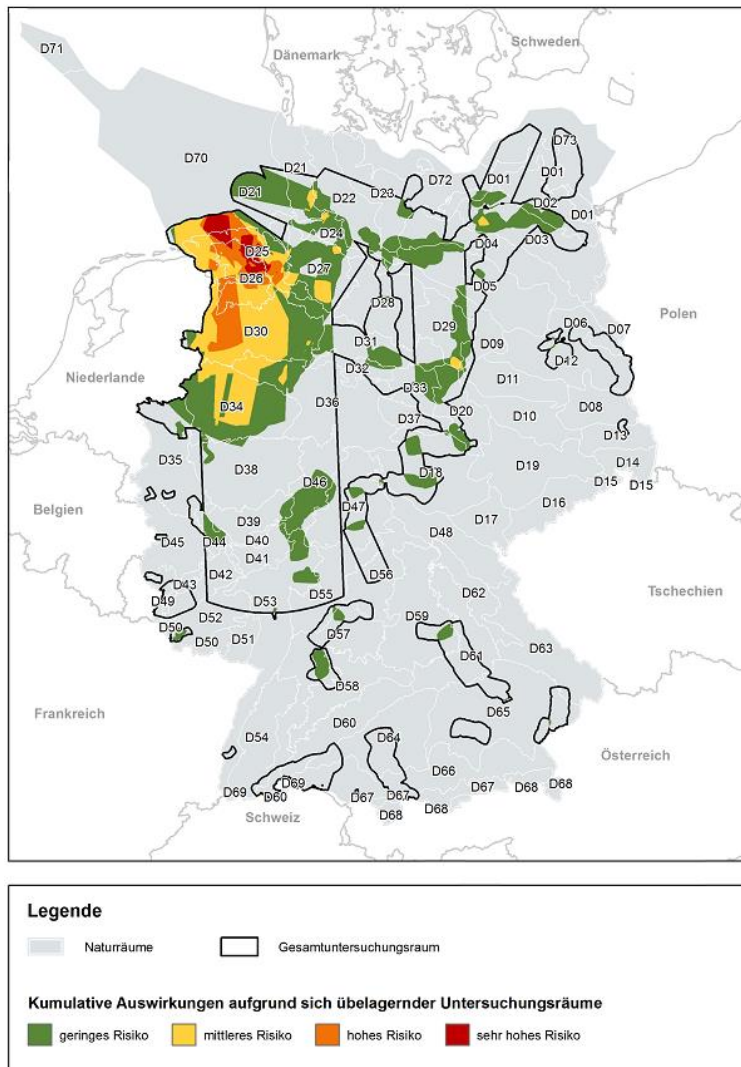 D71
Dänemark
Schweden
D70
D21
D21
D22
D23
D72
D01
D73
D01
D02
D01
D24
D04
D03
D25
D27
D26
D05
D28
D30
D29
D31
D09
D06
D07
Polen
D12
D32
D11
Niederlande
D33
D34
D36
D37
D20
D10
D08
D13
D35
D38
D18
D19
D14
D15
D15
D46
D16
Belgien
D47
D17
D39
D48
D45
D44
D40
D41
D42
D56
D43
Tschechien
D49
D55
D62
D53
D52
D59
D50
D57
D50
D51
D63
D61
D58
D65
Frankreich
D60
D54
D64
Österreich
D66
D69
D69
D60
D67
D67
D67
D68
D68
D68
D68
Schweiz
Legende
Naturräume
Gesamtuntersuchungsraum
Kumulative Auswirkungen aufgrund sich übelagernder Untersuchungsräume
geringes Risiko
mittleres Risiko
hohes Risiko
sehr hohes Risiko